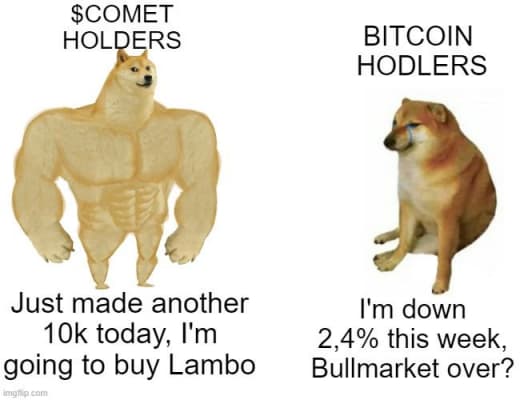 $COMET
HOLDERS
BITCOIN
HODLERS
Just made another
10k today, I'm
going to buy Lambo
I'm down
2,4% this week,
Bullmarket over?
imgflip.com